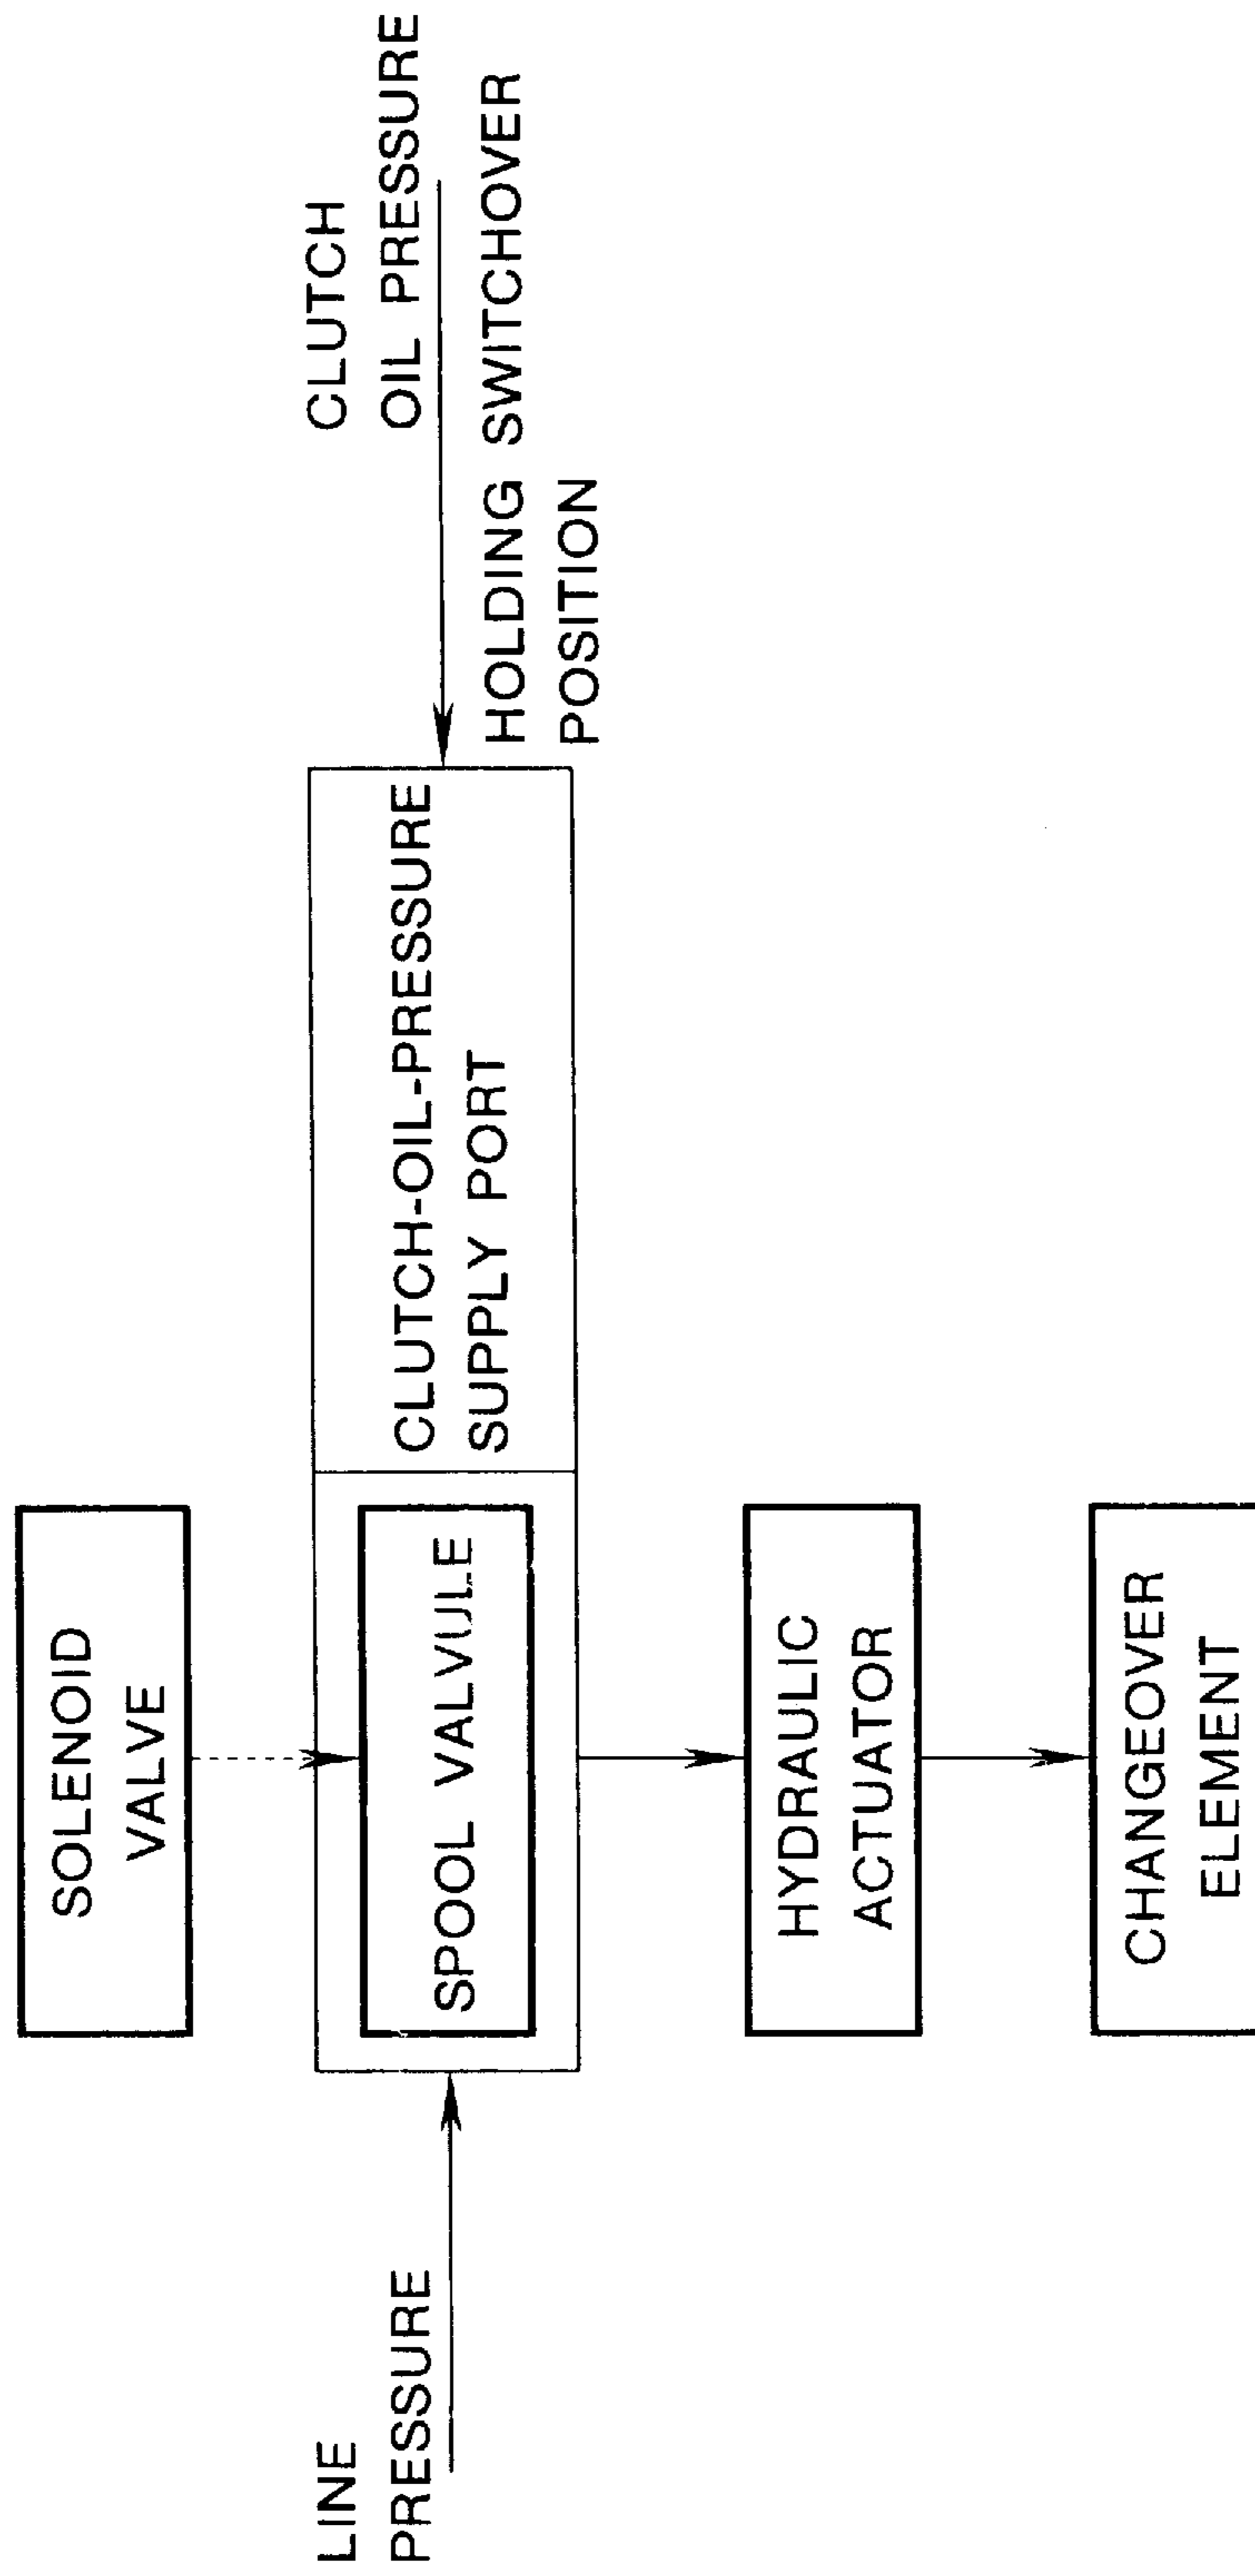 SOLENOID
VALVE
LINE
PRESSURE
SPOOL VALVULE
CLUTCH-OIL-PRESSURE
SUPPLY PORT
CLUTCH
OIL PRESSURE
HOLDING SWITCHOVER
POSITION
HYDRAULIC
ACTUATOR
CHANGEOVER
ELEMENT